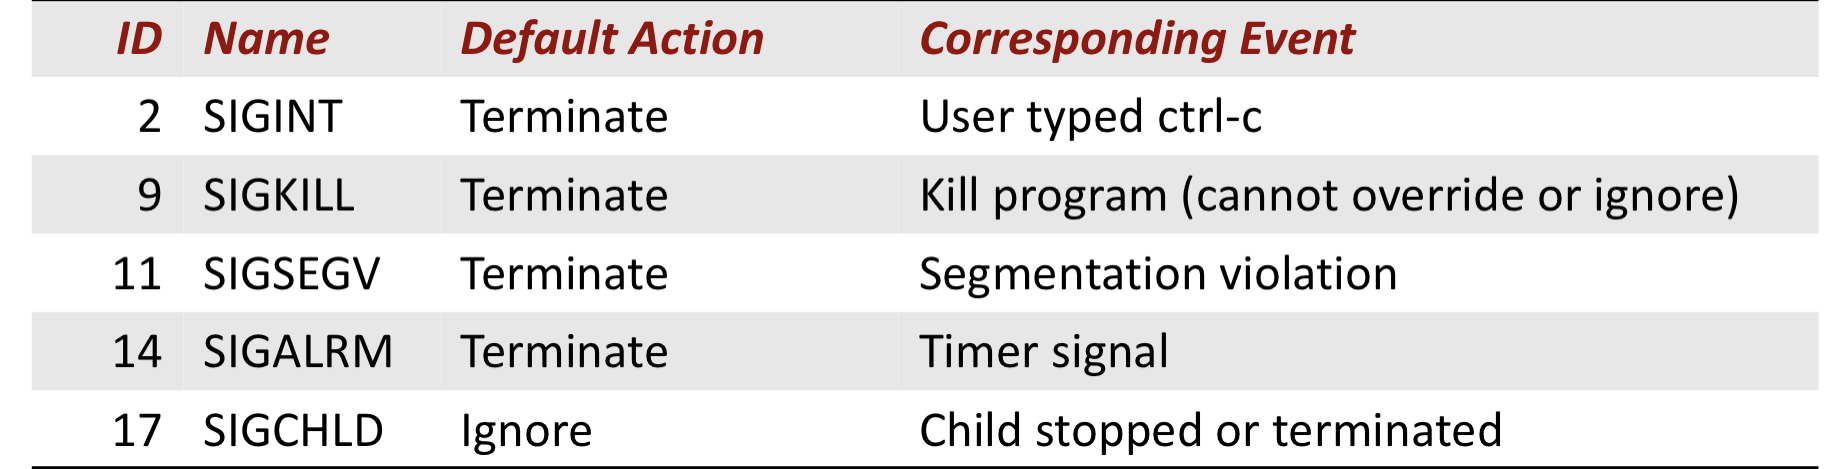 ID Name Default Action Corresponding Event
2 SIGINT Terminate User typed ctrl-c
9 SIGKILL Terminate Kill program (cannot override or ignore)
11 SIGSEGV Terminate Segmentation violation
14 SIGALRM Terminate Timer signal
17 SIGCHLD Ignore Child stopped or terminated